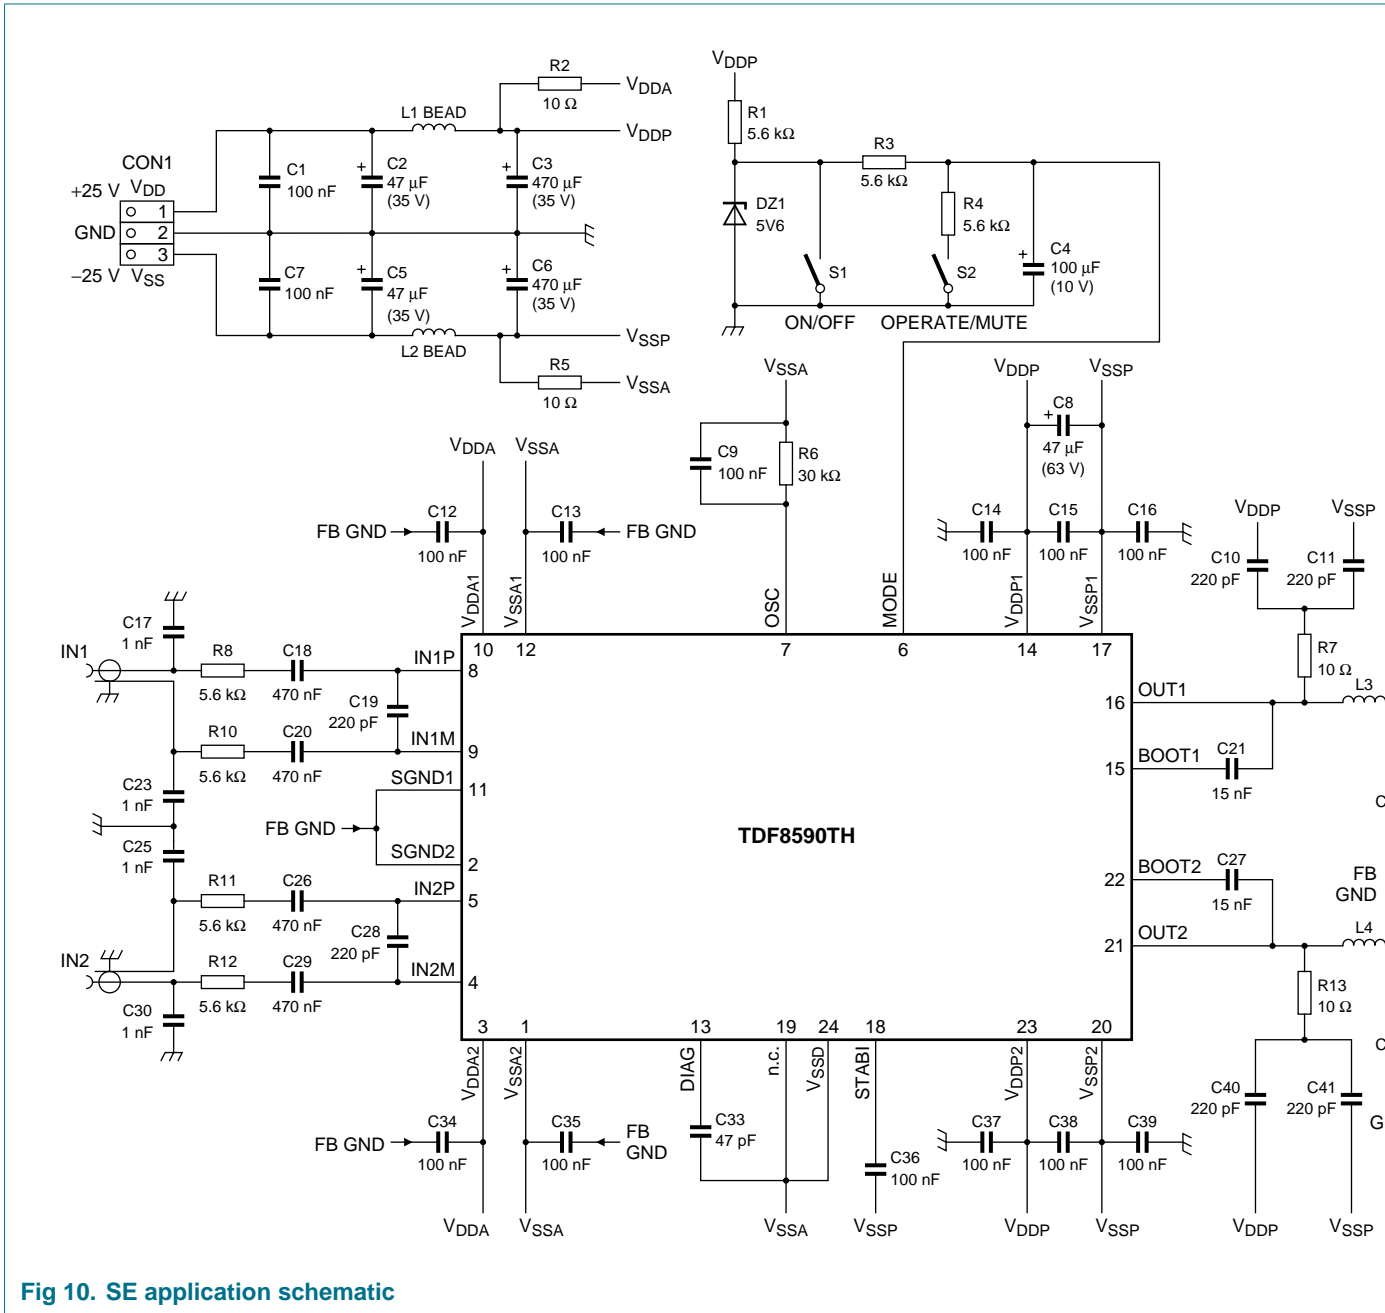 R2
VDDA
10 Ω
L1 BEAD
VDDP
CON1
+25 V VDD
1
GND 2
3
−25 V VSS
C1
100 nF
C2
+
47 μF
(35 V)
C3
+
470 μF
(35 V)
C7
100 nF
C5
+
47 μF
(35 V)
C6
+
470 μF
(35 V)
L2 BEAD
VSSP
R5
VSSA
10 Ω
VDDP
R1
5.6 kΩ
R3
5.6 kΩ
DZ1
5V6
R4
5.6 kΩ
S1
S2
C4
+
100 μF
(10 V)
ON/OFF
OPERATE/MUTE
VSSA
C9
100 nF
R6
30 kΩ
VDDP
VSSP
C8
+
47 μF
(63 V)
VDDA
VSSA
C12
FB GND
100 nF
C13
FB GND
100 nF
C14
100 nF
C15
100 nF
C16
100 nF
VDDP
VSSP
C10
220 pF
C11
220 pF
R7
10 Ω
L3
VDDA1
VSSA1
OSC
MODE
VDDP1
VSSP1
10
12
7
6
14
17
C17
1 nF
IN1
R8
5.6 kΩ
C18
470 nF
IN1P
8
C19
220 pF
R10
5.6 kΩ
C20
470 nF
IN1M
9
C23
1 nF
SGND1
11
FB GND
SGND2
2
C25
1 nF
R11
5.6 kΩ
C26
470 nF
IN2P
5
C28
220 pF
IN2
R12
5.6 kΩ
C29
470 nF
IN2M
4
C30
1 nF
TDF8590TH
16
OUT1
15
BOOT1
C21
15 nF
C
22
BOOT2
C27
15 nF
FB
GND
21
OUT2
L4
R13
10 Ω
C
3
1
13
19
24
18
23
20
VDDA2
VSSA2
DIAG
n.c.
VSSD
STABI
VDDP2
VSSP2
C34
FB GND
100 nF
C35
FB
GND
100 nF
C33
47 pF
C36
100 nF
C37
100 nF
C38
100 nF
C39
100 nF
C40
220 pF
C41
220 pF
G
VDDA
VSSA
VSSA
VSSP
VDDP
VSSP
VDDP
VSSP
Fig 10. SE application schematic